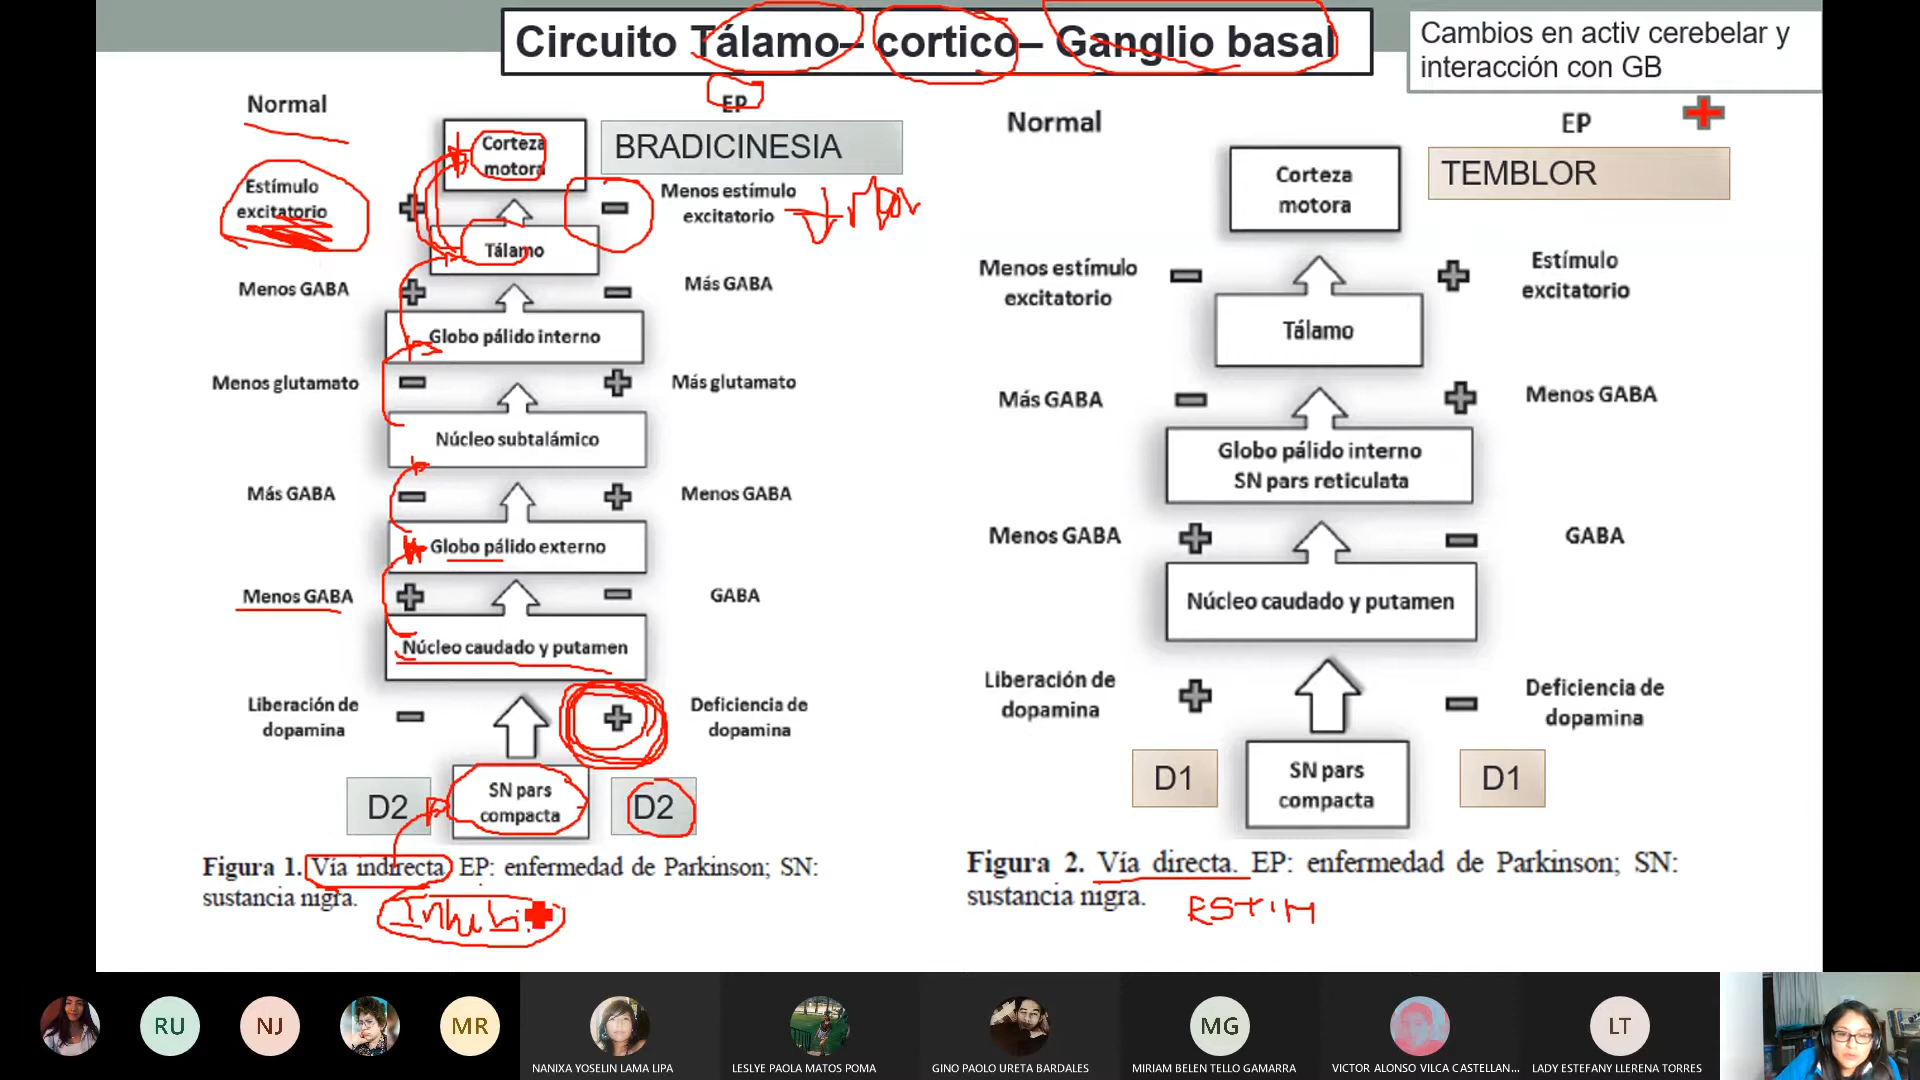 Circuito Tálamo– cortico– Ganglio basal
Cambios en activ cerebelar y
interacción con GB
Normal
EP
BRADICINESIA
Corteza
motora
Estímulo
excitatorio
Menos estímulo
excitatorio
Tálamo
Menos GABA
Más GABA
Globo pálido interno
Menos glutamato
Más glutamato
Núcleo subtalámico
Más GABA
Menos GABA
Globo pálido externo
Menos GABA
GABA
Núcleo caudado y putamen
Liberación de
dopamina
Deficiencia de
dopamina
D2
SN pars
compacta
D2
Figura 1. Vía indirecta. EP: enfermedad de Parkinson; SN:
sustancia nigra.
Inhib
Normal
EP
TEMBLOR
Corteza
motora
Menos estímulo
excitatorio
Estímulo
excitatorio
Tálamo
Más GABA
Menos GABA
Globo pálido interno
SN pars reticulata
Menos GABA
GABA
Núcleo caudado y putamen
Liberación de
dopamina
Deficiencia de
dopamina
D1
SN pars
compacta
D1
Figura 2. Vía directa. EP: enfermedad de Parkinson; SN:
sustancia nigra.
ESTIM
RU
NJ
MR
MG
LT
NANIXA YOSELIN LAMA LIPA
LESLYE PAOLA MATOS POMA
GINO PAOLO URETA BARDALES
MIRIAM BELEN TELLO GAMARRA
VICTOR ALONSO VILCA CASTELLAN...
LADY ESTEFANY LLERENA TORRES